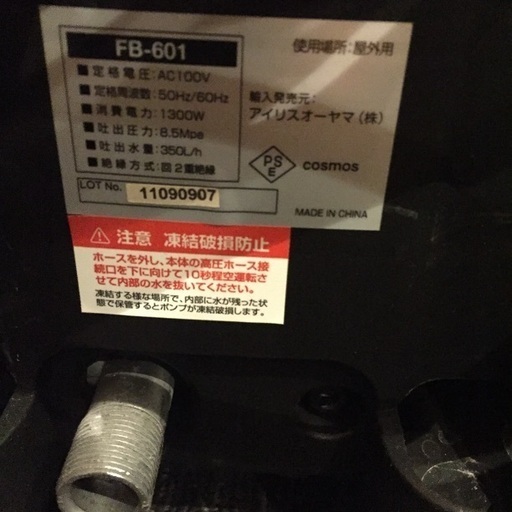 FB-601
■定格電圧:AC100V
■定格周波数:50Hz/60Hz
■消費電力:1300W
■吐出圧力:8.5Mpe
■吐出水量:350L/h
■絶縁方式:回2重絶縁
LOT No. 11090907
使用場所:屋外用
輸入発売元:
アイリスオーヤマ(株)
PS
E
cosmos
MADE IN CHINA
注意 凍結破損防止
ホースを外し、本体の高圧ホース接
続口を下に向けて10秒程空運転さ
せて内部の水を抜いてください。
凍結する様な場所で、内部に水が残った状
態で保管するとポンプが凍結破損します。